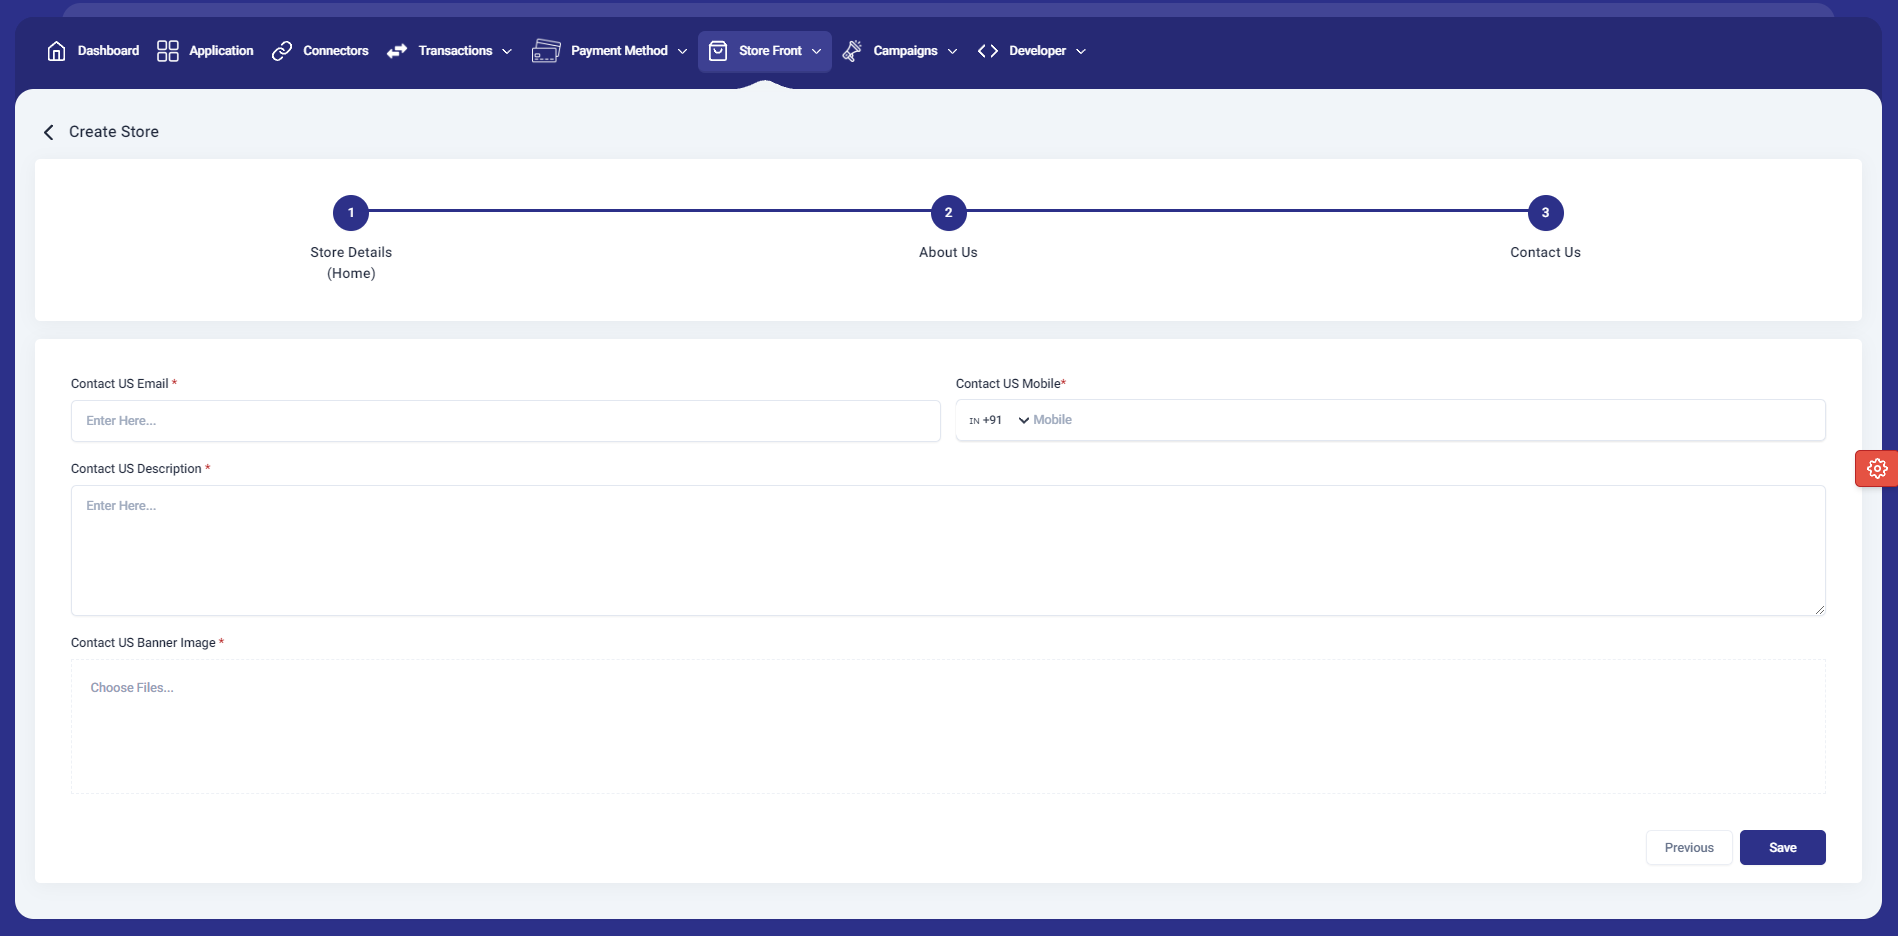 Dashboard Application Connectors Transactions Payment Method Store Front Campaigns Developer
Create Store
1 2 3
Store Details
(Home)
About Us
Contact Us
Contact US Email *
Contact US Mobile*
Enter Here...
IN +91 Mobile
Contact US Description *
Enter Here...
Contact US Banner Image *
Choose Files...
Previous Save